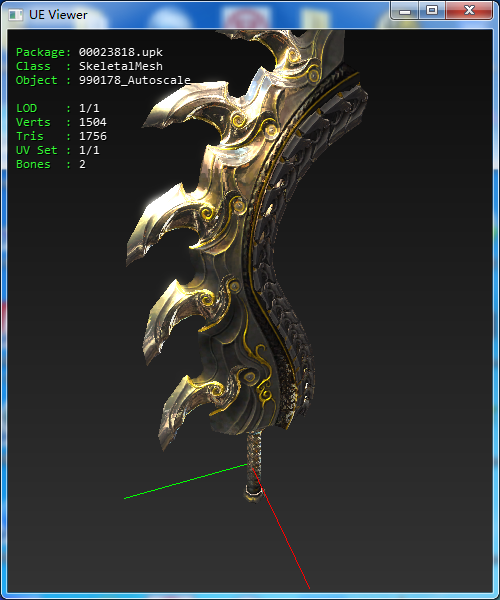 UE Viewer
Package: 00023818.upk
Class  : SkeletalMesh
Object : 990178_Autoscale
LOD    : 1/1
Verts  : 1504
Tris   : 1756
UV Set : 1/1
Bones  : 2